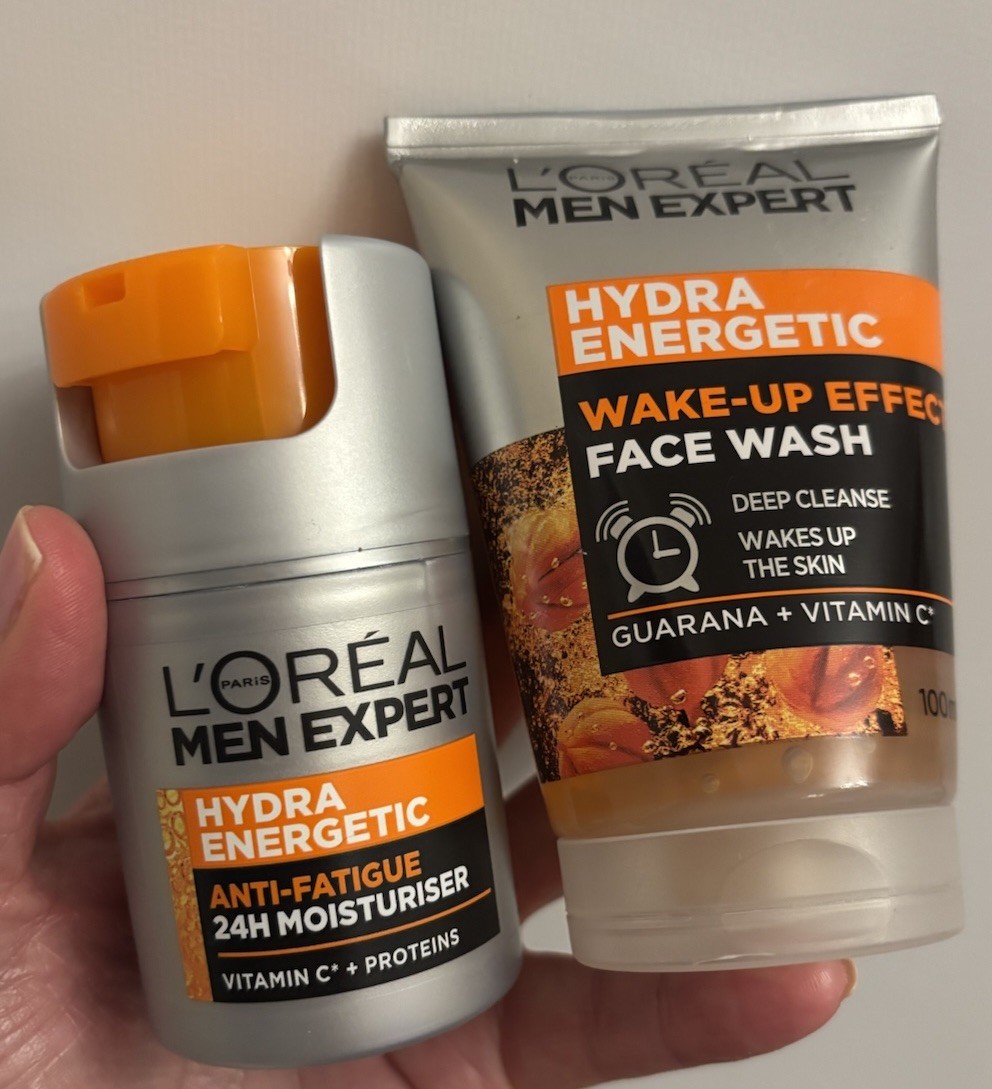 L'ORÉAL
PARIS
MEN EXPERT
HYDRA
ENERGETIC
ANTI-FATIGUE
24H MOISTURISER
VITAMIN C* + PROTEINS
L'ORÉAL
PARIS
MEN EXPERT
HYDRA
ENERGETIC
WAKE-UP EFFECT
FACE WASH
DEEP CLEANSE
WAKES UP
THE SKIN
GUARANA + VITAMIN C*
100m